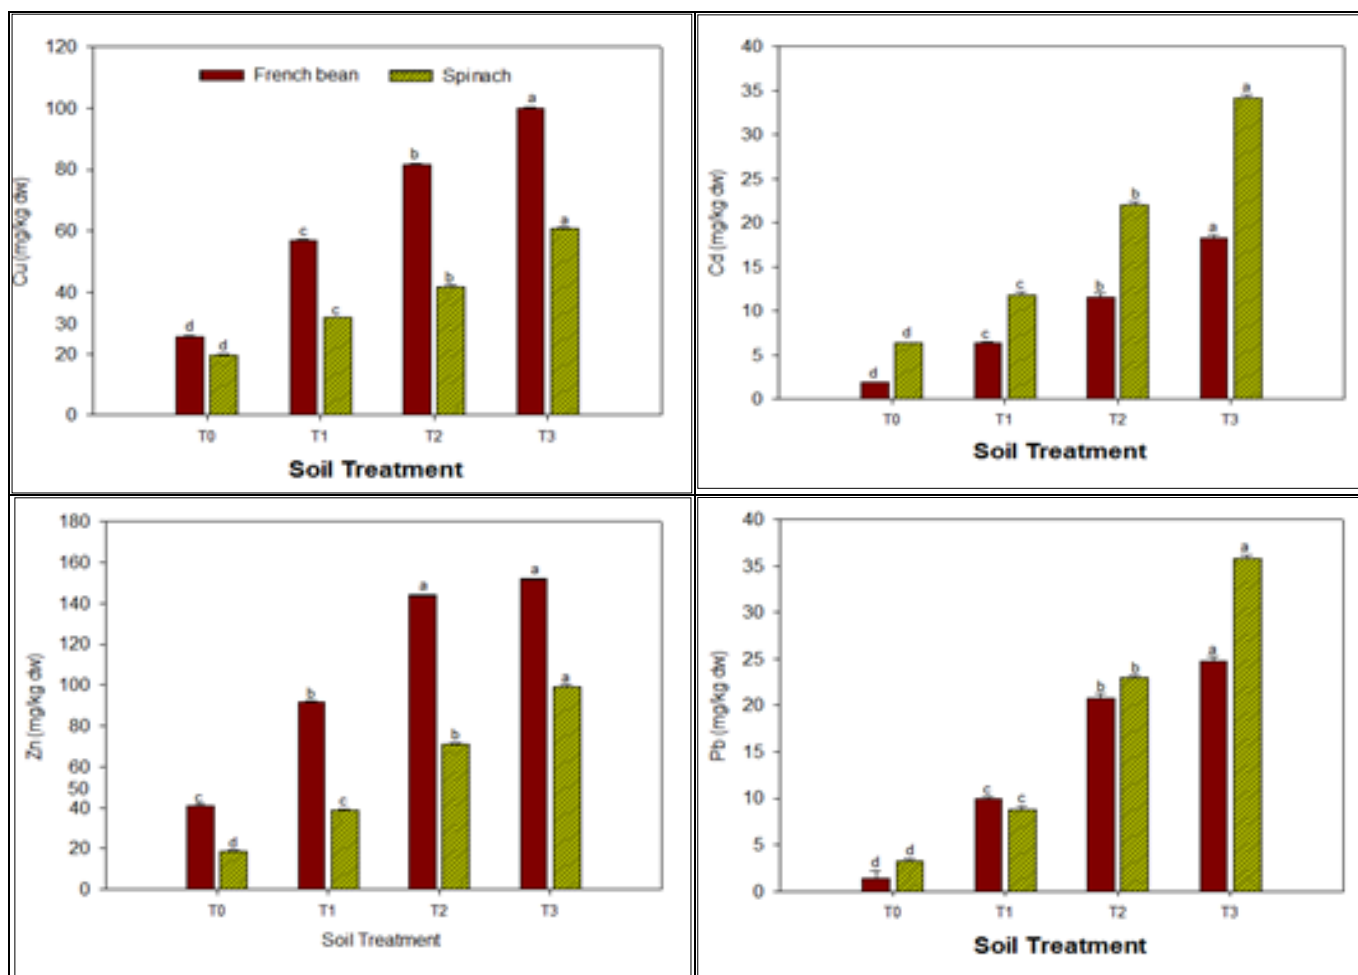 120
100
80
60
40
30
20
0
Cu (mg/kg dw)
French bean
Spinach
d
d
c
c
b
b
a
a
T0
T1
T2
T3
Soil Treatment
40
35
30
25
20
15
10
5
0
Cd (mg/kg dw)
d
d
c
c
b
b
a
a
T0
T1
T2
T3
Soil Treatment
180
160
140
120
100
80
60
50
40
20
0
Zn (mg/kg dw)
c
d
b
c
a
b
a
a
T0
T1
T2
T3
Soil Treatment
40
35
30
25
20
15
10
5
0
Pb (mg/kg dw)
d
d
c
c
b
b
a
a
T0
T1
T2
T3
Soil Treatment